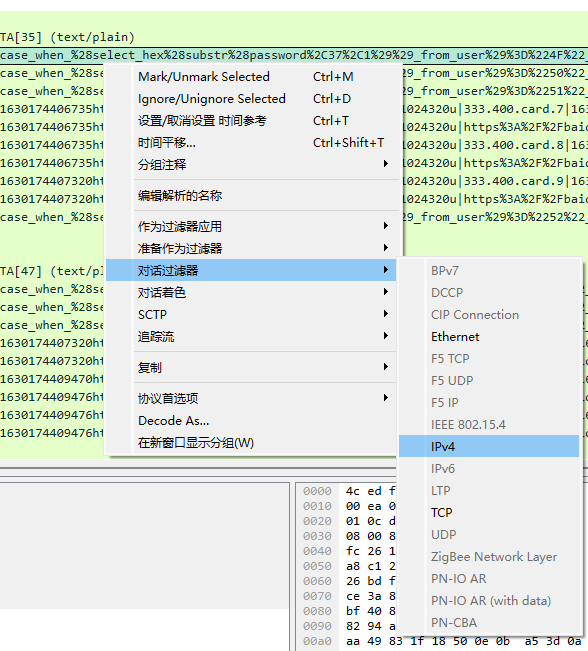 TA[35] (text/plain)
case_when_%28select_hex%28substr%28password%2C37%2C1%29%29_from_user%29%3D%224F%22_
case_when_%28se
29_from_user%29%3D%2250%22_
case_when_%28se
29_from_user%29%3D%2251%22_
1630174406735ht
1024320u|333.400.card.7|16
1630174406735ht
1024320u|https%3A%2F%2Fbaid
1630174406735ht
1024320u|333.400.card.8|16
1630174406735ht
1024320u|https%3A%2F%2Fbaid
1630174407320ht
1024320u|333.400.card.9|163
1630174407320ht
1024320u|https%3A%2F%2Fbaid
case_when_%28se
29_from_user%29%3D%2252%22_
Mark/Unmark Selected Ctrl+M
Ignore/Unignore Selected Ctrl+D
设置/取消设置 时间参考 Ctrl+T
时间平移... Ctrl+Shift+T
分组注释
编辑解析的名称
作为过滤器应用
准备作为过滤器
对话过滤器
对话着色
SCTP
追踪流
复制
协议首选项
Decode As...
在新窗口显示分组(W)
TA[47] (text/pl
case_when_%28se
case_when_%28se
case_when_%28se
1630174407320ht
1630174407320ht
1630174409470ht
1630174409476ht
1630174409476ht
1630174409476ht
BPv7
DCCP
CIP Connection
Ethernet
F5 TCP
F5 UDP
F5 IP
IEEE 802.15.4
IPv4
IPv6
LTP
TCP
UDP
ZigBee Network Layer
PN-IO AR
PN-IO AR (with data)
PN-CBA
0000 4c ed f
0010 00 ea 0
0020 01 0c d
0030 08 00 8
0040 fc 26 1
0050 a8 c1 2
0060 26 bd f
0070 ce 3a 8
0080 bf 40 8
0090 82 94 a
00a0 aa 49 83 1f 18 50 0e 0b a5 3d 0a